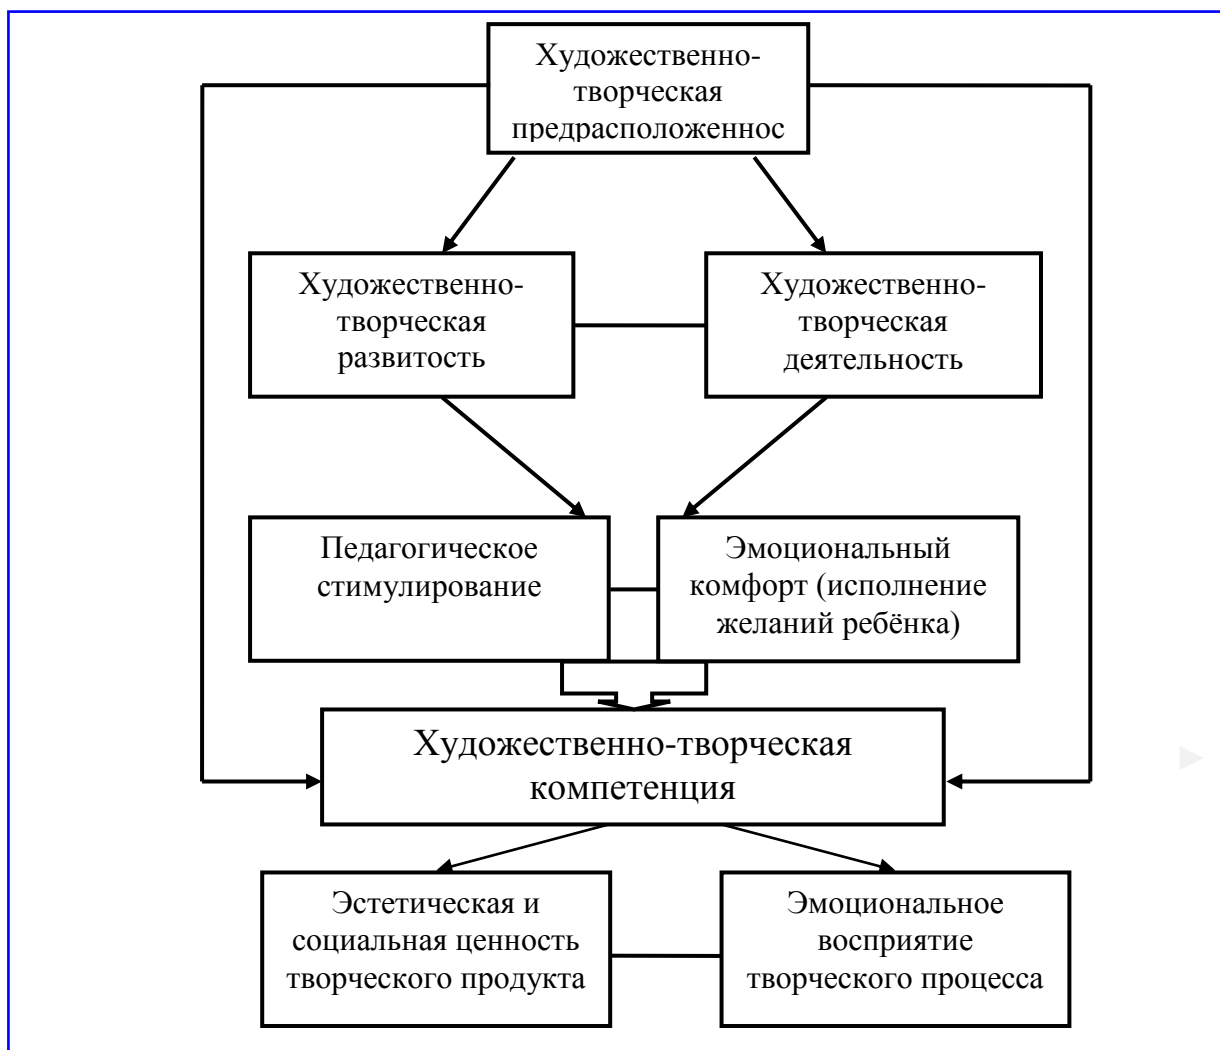 Художественно-
творческая
предрасположеннос
Художественно-
творческая
развитость
Художественно-
творческая
деятельность
Педагогическое
стимулирование
Эмоциональный
комфорт (исполнение
желаний ребёнка)
Художественно-творческая
компетенция
Эстетическая и
социальная ценность
творческого продукта
Эмоциональное
восприятие
творческого процесса